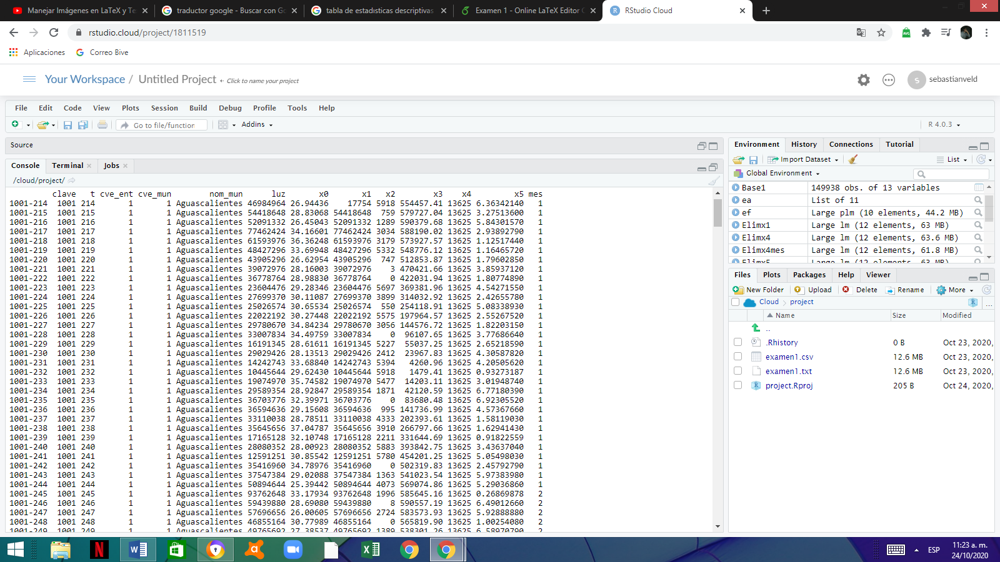 Manejar Imágenes en LaTeX y Te
traductor google - Buscar con Go
tabla de estadısticas descriptivas
Examen 1 - Online LaTeX Editor
RStudio Cloud
rstudio.cloud/project/1811519
Aplicaciones Correo Bive
Your Workspace / Untitled Project ← Click to name your project
S sebastianveld
File Edit Code View Plots Session Build Debug Profile Tools Help
Go to file/function Addins R 4.0.3
Source
Console Terminal Jobs
/cloud/project/
clave t cve_ent cve_mun nom_mun luz x0 x1 x2 x3 x4 x5 mes
1001-214 1001 214 1 1 Aguascalientes 46984964 26.94436 17754 5918 554457.41 13625 6.36342140 1
1001-215 1001 215 1 1 Aguascalientes 54418648 28.83068 54418648 759 579727.04 13625 3.27513600 1
1001-216 1001 216 1 1 Aguascalientes 52091332 26.45043 52091332 1289 590379.68 13625 5.84301570 1
1001-217 1001 217 1 1 Aguascalientes 77462424 34.16601 77462424 3034 588190.02 13625 2.93892790 1
1001-218 1001 218 1 1 Aguascalientes 61593976 36.36248 61593976 3179 573927.57 13625 1.12517440 1
1001-219 1001 219 1 1 Aguascalientes 48427296 33.69948 48427296 5332 548776.12 13625 1.16465720 1
1001-220 1001 220 1 1 Aguascalientes 43905296 26.62954 43905296 747 512853.87 13625 1.79602850 1
1001-221 1001 221 1 1 Aguascalientes 39072976 28.16003 39072976 3 470421.66 13625 3.85937120 1
1001-222 1001 222 1 1 Aguascalientes 36778764 28.98830 36778764 0 422031.94 13625 1.80774890 1
1001-223 1001 223 1 1 Aguascalientes 23604476 29.28346 23604476 5697 369381.96 13625 4.54271550 1
1001-224 1001 224 1 1 Aguascalientes 27699370 30.11087 27699370 3899 314032.92 13625 2.42655780 1
1001-225 1001 225 1 1 Aguascalientes 25026574 30.65534 25026574 550 254118.91 13625 5.08338930 1
1001-226 1001 226 1 1 Aguascalientes 22022192 30.27448 22022192 5575 197964.57 13625 2.55267520 1
1001-227 1001 227 1 1 Aguascalientes 29780670 34.84234 29780670 3056 144576.72 13625 1.82203150 1
1001-228 1001 228 1 1 Aguascalientes 33007834 34.49759 33007834 0 96107.65 13625 3.77686640 1
1001-229 1001 229 1 1 Aguascalientes 16191345 28.61611 16191345 5227 55037.25 13625 2.65218590 1
1001-230 1001 230 1 1 Aguascalientes 29029426 28.13513 29029426 2412 23967.83 13625 4.30587820 1
1001-231 1001 231 1 1 Aguascalientes 14242743 33.68840 14242743 5394 4260.96 13625 4.20505620 1
1001-232 1001 232 1 1 Aguascalientes 10445644 29.62430 10445644 5918 1479.41 13625 0.93273187 1
1001-233 1001 233 1 1 Aguascalientes 19074970 35.74582 19074970 5477 14203.11 13625 3.01948740 1
1001-234 1001 234 1 1 Aguascalientes 29589354 28.92847 29589354 1871 42120.59 13625 6.77180390 1
1001-235 1001 235 1 1 Aguascalientes 36703776 32.39971 36703776 0 83680.48 13625 6.92305520 1
1001-236 1001 236 1 1 Aguascalientes 36594636 29.15608 36594636 995 141736.99 13625 4.57367660 1
1001-237 1001 237 1 1 Aguascalientes 33110038 28.78511 33110038 4333 202393.61 13625 1.58119030 1
1001-238 1001 238 1 1 Aguascalientes 35645656 37.04787 35645656 3910 266797.66 13625 1.62941430 1
1001-239 1001 239 1 1 Aguascalientes 17165128 32.10748 17165128 2211 331644.69 13625 0.91822559 1
1001-240 1001 240 1 1 Aguascalientes 28080352 28.00923 28080352 5883 393842.75 13625 3.43637040 1
1001-241 1001 241 1 1 Aguascalientes 12591251 30.85542 12591251 5780 454201.25 13625 5.05498030 1
1001-242 1001 242 1 1 Aguascalientes 35416960 34.78976 35416960 0 502319.83 13625 2.45792790 1
1001-243 1001 243 1 1 Aguascalientes 37547384 29.02088 37547384 1363 541023.54 13625 5.97383980 1
1001-244 1001 244 1 1 Aguascalientes 50894644 25.39442 50894644 4073 569074.86 13625 5.29036860 1
1001-245 1001 245 1 1 Aguascalientes 93762648 33.17934 93762648 1996 585645.16 13625 0.26869878 2
1001-246 1001 246 1 1 Aguascalientes 59439880 28.69080 59439880 8 590557.19 13625 6.49012660 2
1001-247 1001 247 1 1 Aguascalientes 57696656 26.00605 57696656 2724 583573.93 13625 5.92888880 2
1001-248 1001 248 1 1 Aguascalientes 46855164 30.77989 46855164 0 565819.90 13625 1.00254080 2
1001-249 1001 249 1 1 Aguascalientes 49765692 27.38537 49765692 1389 538301.26 13625 6.58970790 2
Environment History Connections Tutorial
Import Dataset List
Global Environment
Base1 149938 obs. of 13 variables
ea List of 11
ef Large plm (10 elements, 44.2 MB)
Elimx1 Large lm (12 elements, 63 MB)
Elimx4 Large lm (12 elements, 63.6 MB)
Elimx4mes Large lm (12 elements, 61.8 MB)
Elimx5 Large lm (12 elements, 63 MB)
Files Plots Packages Help Viewer
New Folder Upload Delete Rename More
Cloud project ...
Name Size Modified
..
.Rhistory 0 B Oct 23, 2020,
examen1.csv 12.6 MB Oct 23, 2020,
examen1.txt 12.6 MB Oct 23, 2020,
project.Rproj 205 B Oct 24, 2020,
ESP 11:23 a. m.
24/10/2020